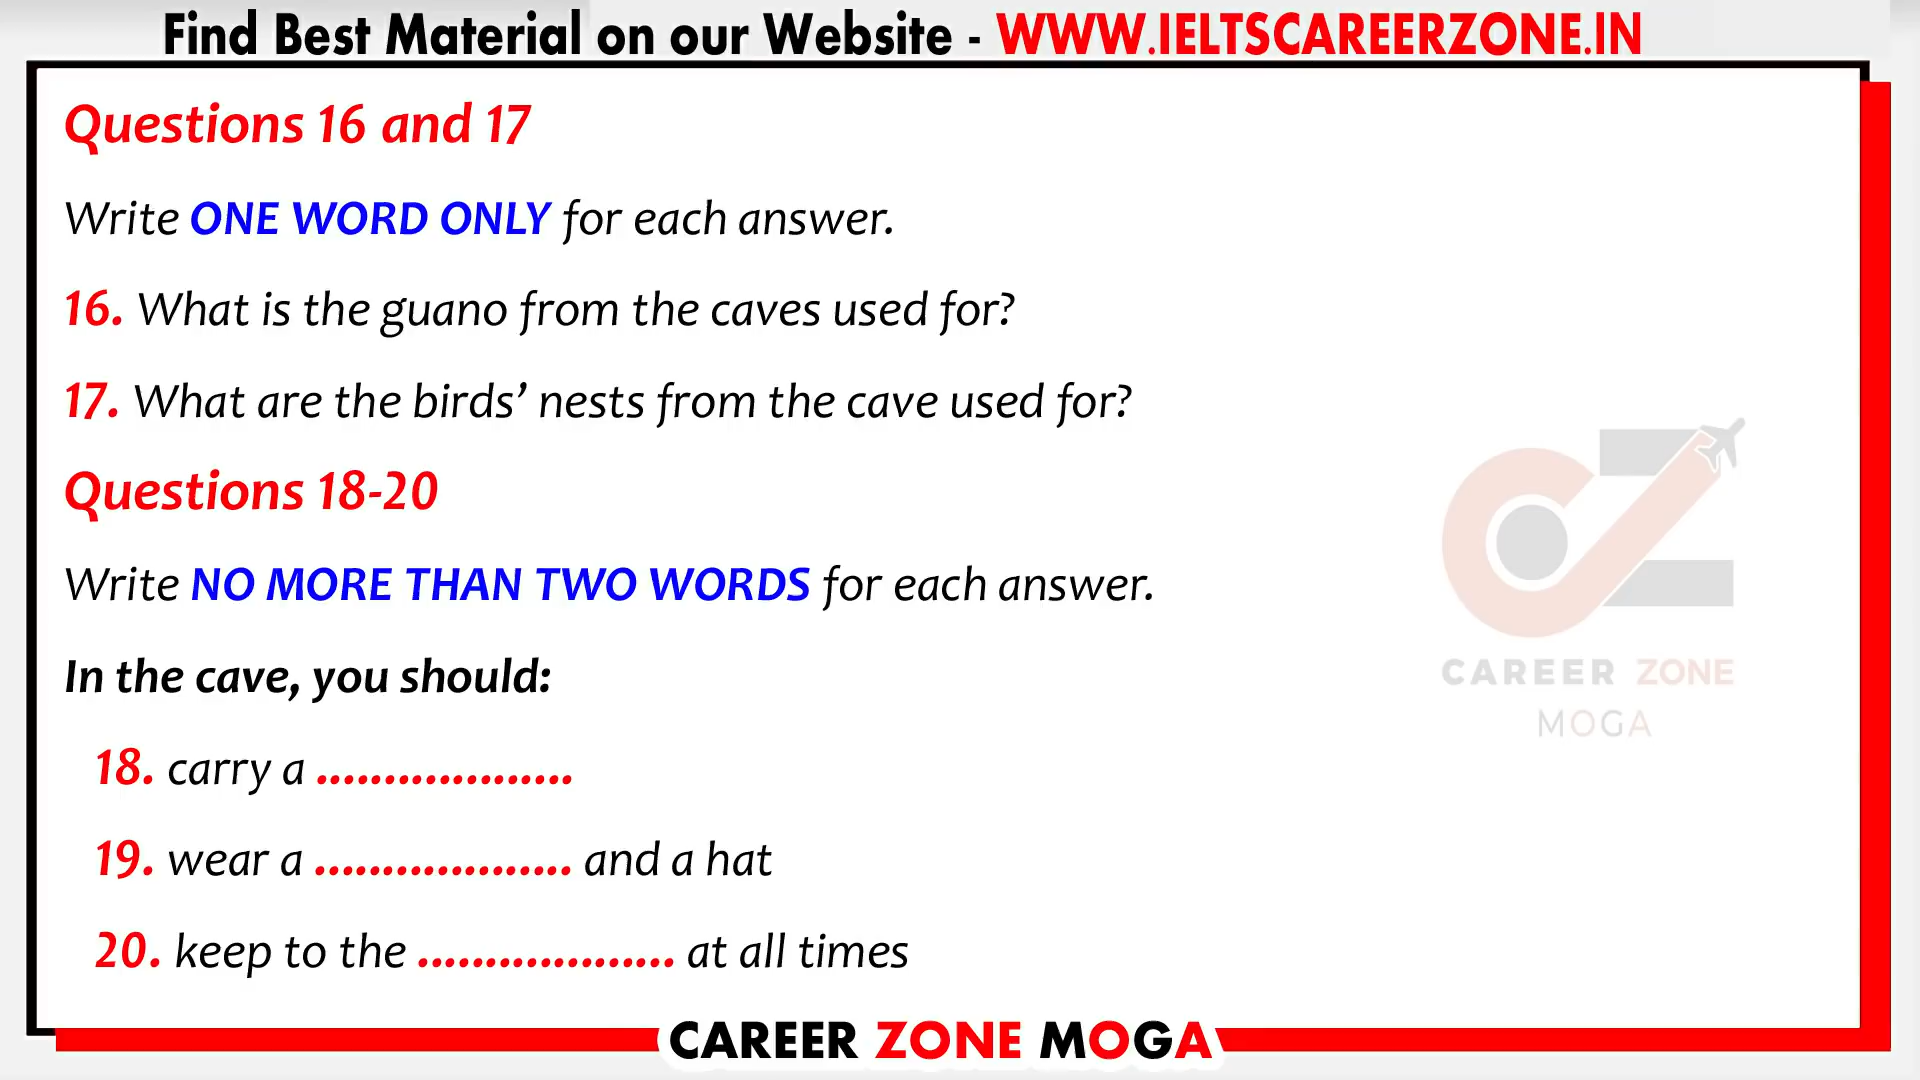 Find Best Material on our Website - WWW.IELTSCAREERZONE.IN
Questions 16 and 17
Write ONE WORD ONLY for each answer.
16. What is the guano from the caves used for?
17. What are the birds’ nests from the cave used for?
Questions 18-20
Write NO MORE THAN TWO WORDS for each answer.
In the cave, you should:
18. carry a ...................
19. wear a ................... and a hat
20. keep to the ................... at all times
CAREER ZONE
MOGA
CAREER ZONE MOGA